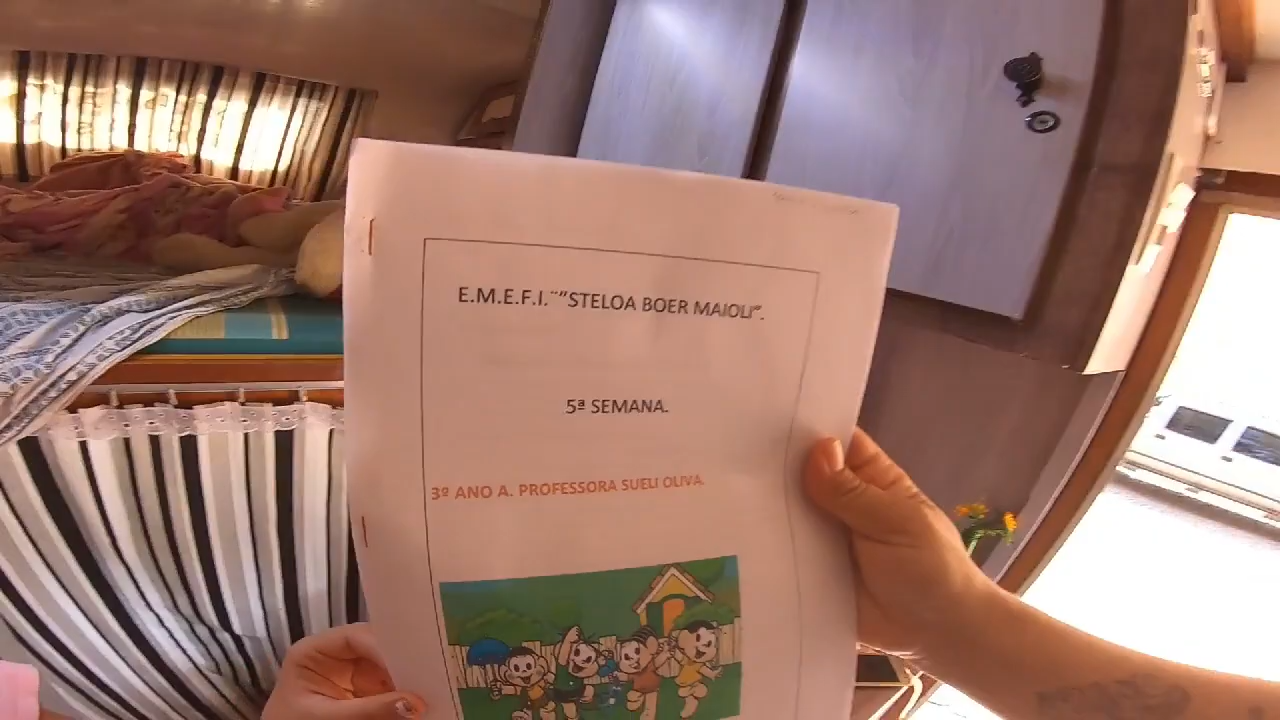 E.M.E.F.I.¨”STELOA BOER MAIOLI”.
5ª SEMANA.
3º ANO A. PROFESSORA SUELI OLIVA.